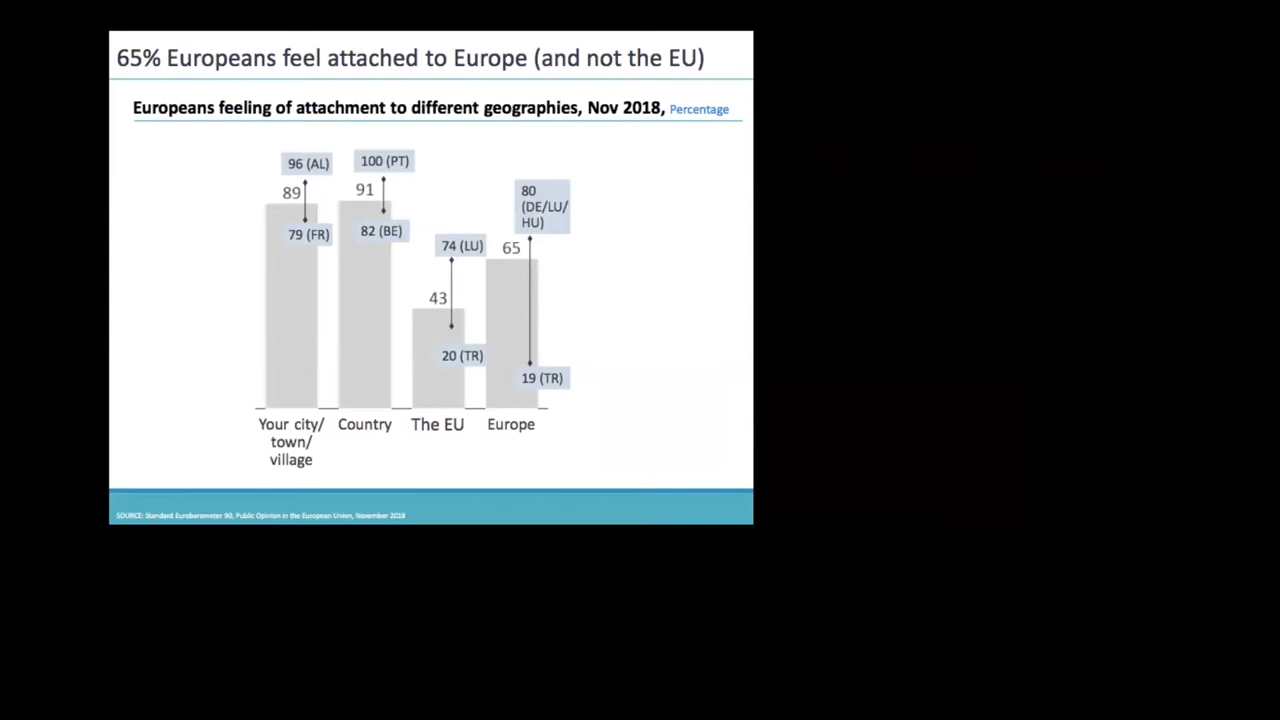 65% Europeans feel attached to Europe (and not the EU)
Europeans feeling of attachment to different geographies, Nov 2018, Percentage
96 (AL)
89
79 (FR)
100 (PT)
91
82 (BE)
74 (LU)
43
20 (TR)
80
(DE/LU/
HU)
65
19 (TR)
Your city/
town/
village
Country
The EU
Europe
SOURCE: Standard Eurobarometer 90, Public Opinion in the European Union, November 2018